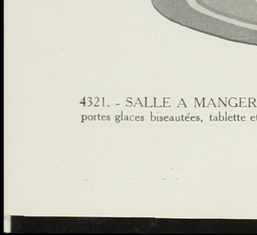 4321. - SALLE A MANGER
portes glaces biseautées, tablette et